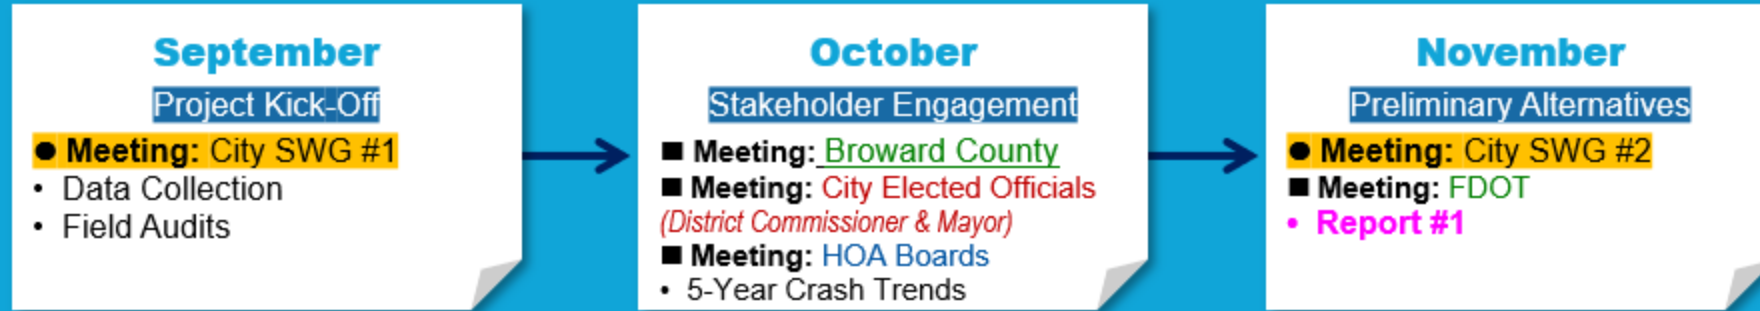 September
Project Kick-Off
● Meeting: City SWG #1
• Data Collection
• Field Audits
October
Stakeholder Engagement
■ Meeting: Broward County
■ Meeting: City Elected Officials
(District Commissioner & Mayor)
■ Meeting: HOA Boards
• 5-Year Crash Trends
November
Preliminary Alternatives
● Meeting: City SWG #2
■ Meeting: FDOT
• Report #1